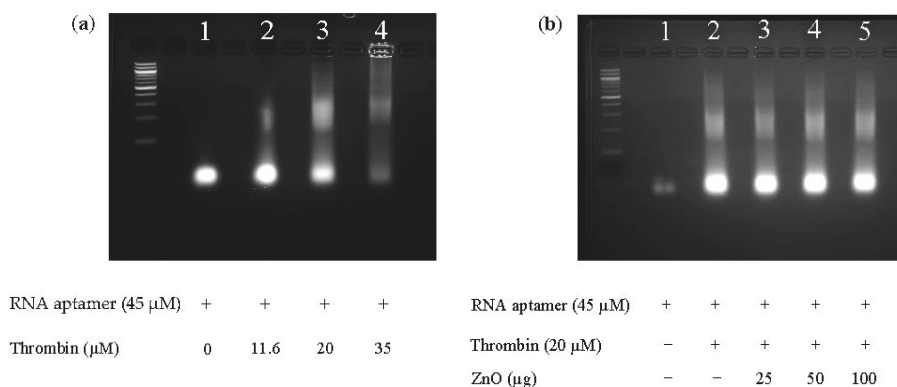 (a)
1 2 3 4
RNA aptamer (45 µM) + + + +
Thrombin (µM) 0 11.6 20 35
(b)
1 2 3 4 5
RNA aptamer (45 µM) + + + + +
Thrombin (20 µM) − + + + +
ZnO (µg) − − 25 50 100